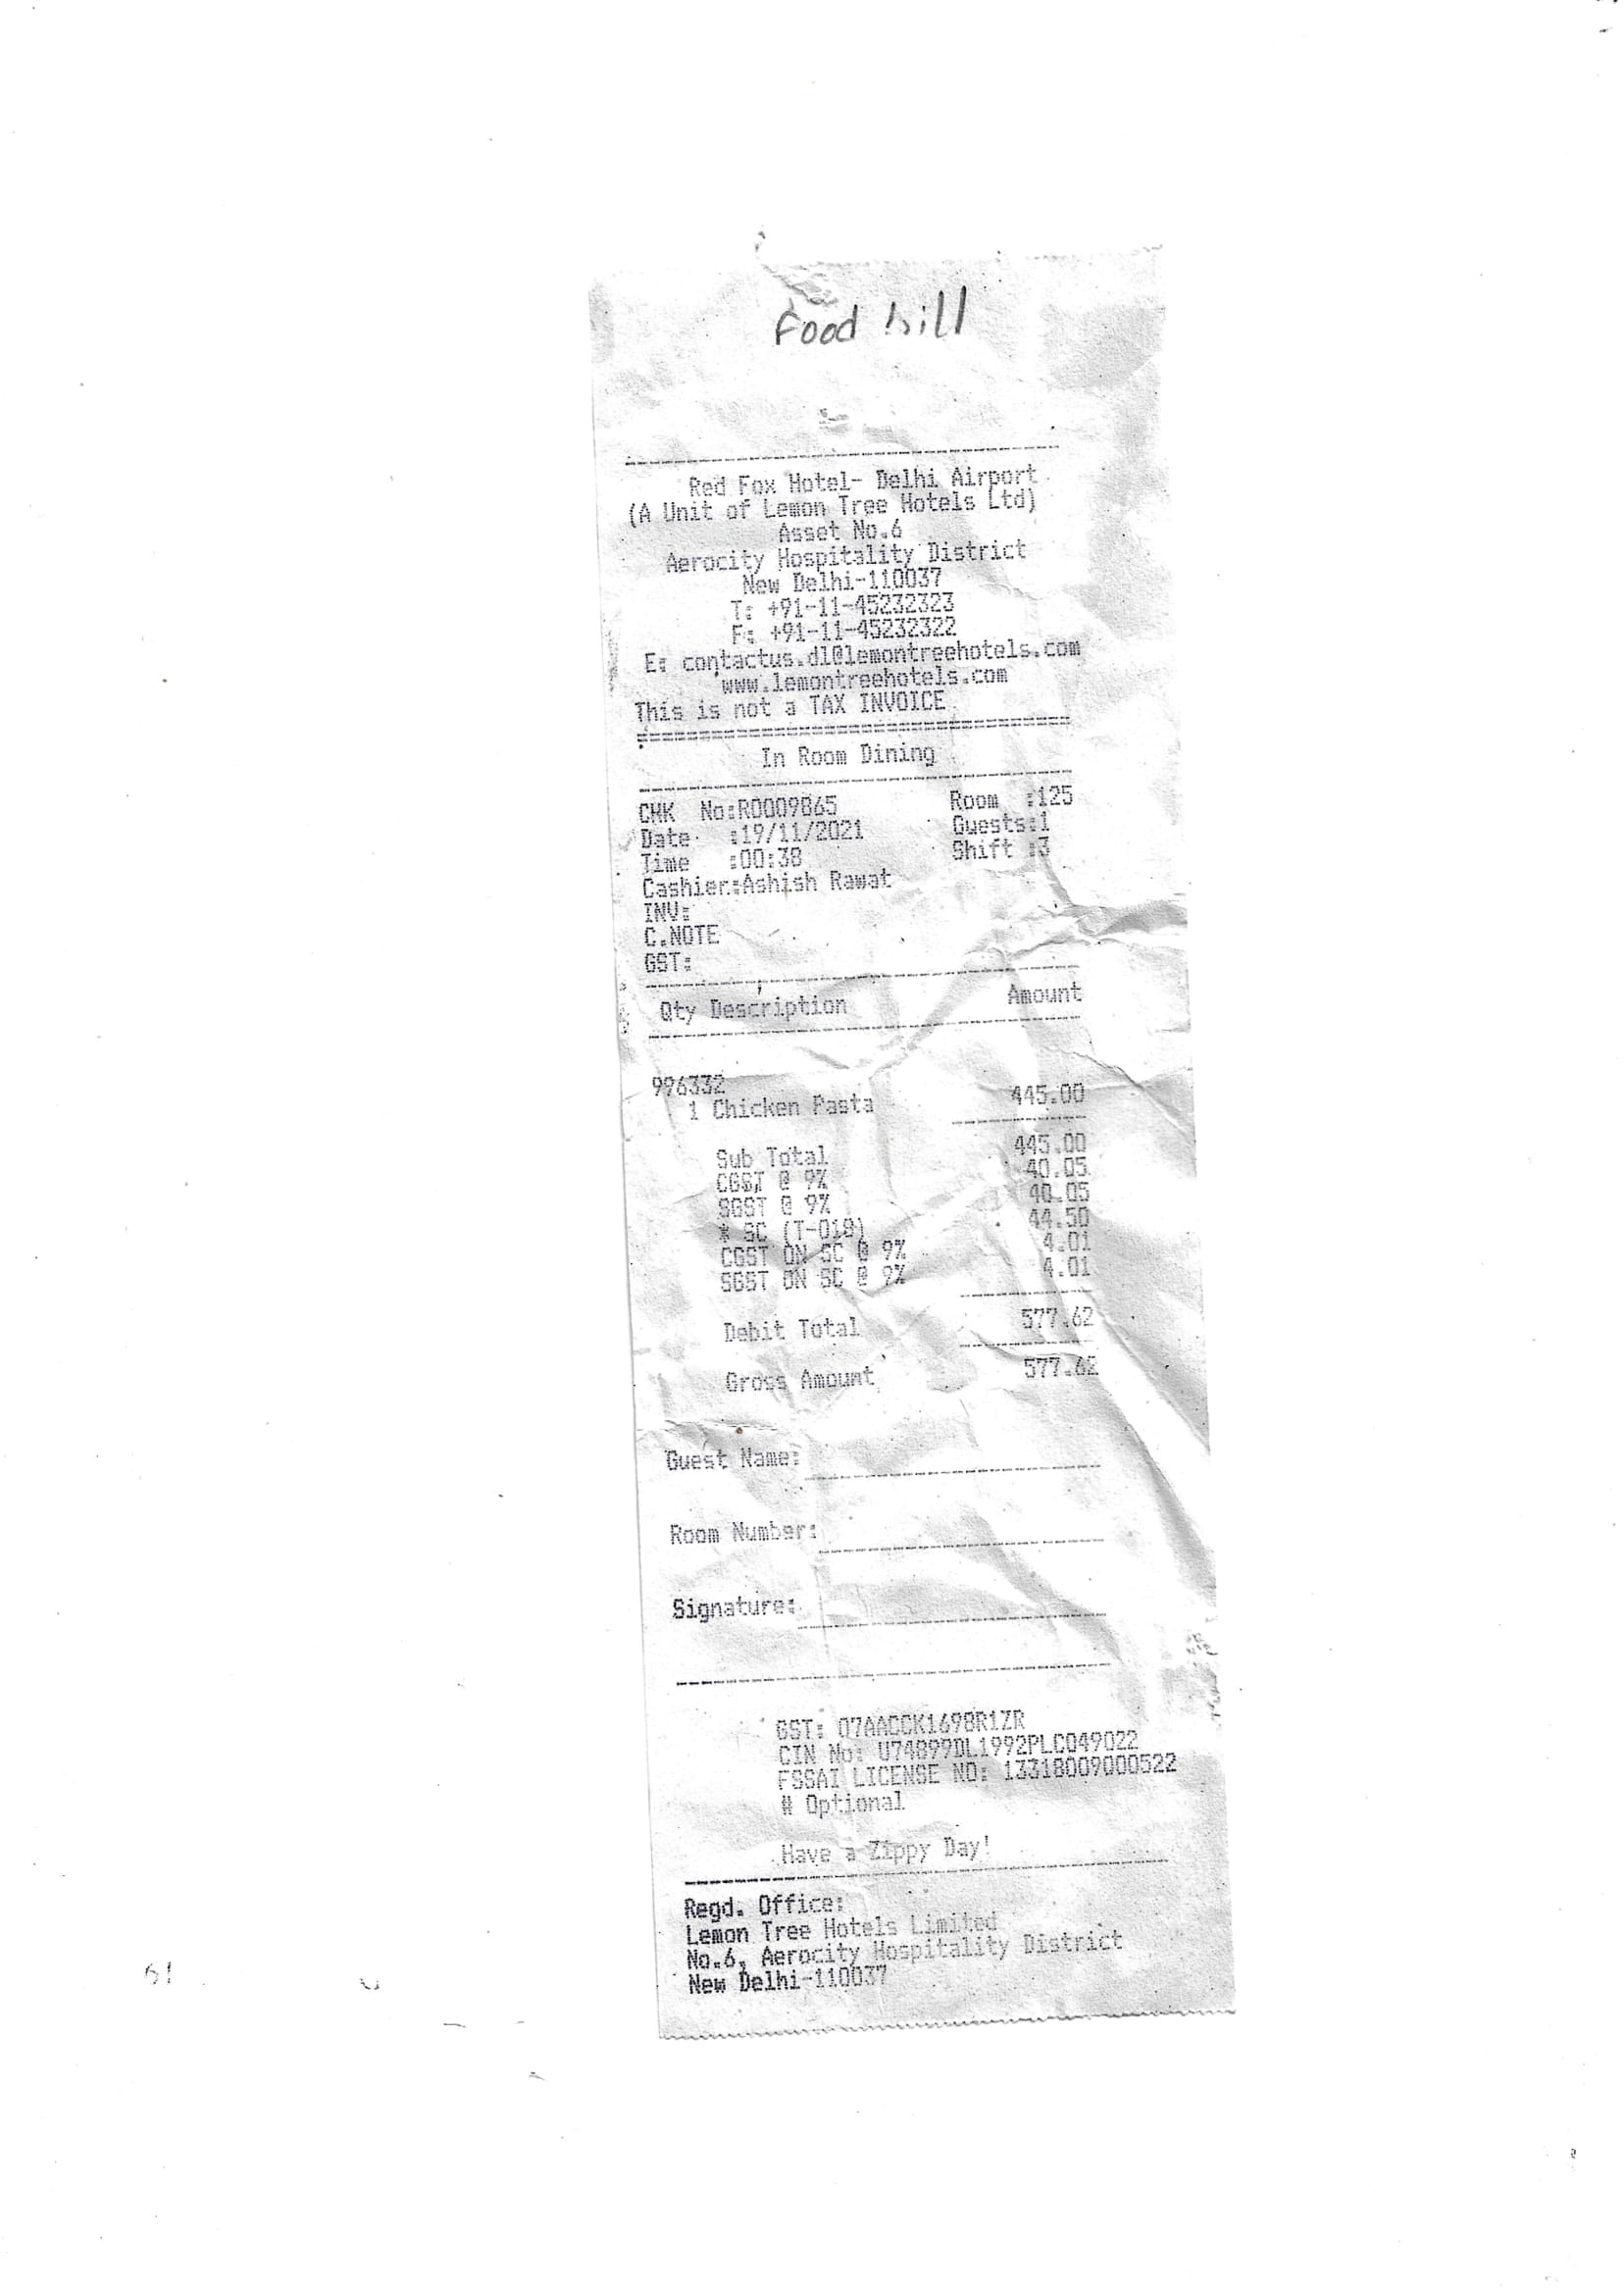 Food bill
Red Fox Hotel- Delhi Airport
(A Unit of Lemon Tree Hotels Ltd)
Asset No.6
Aerocity Hospitality District
New Delhi-110037
T: +91-11-45232323
F: +91-11-45232322
E: contactus.dl@lemontreehotels.com
www.lemontreehotels.com
This is not a TAX INVOICE
In Room Dining
CHK No:R0009865 Room :125
Date :19/11/2021 Guests:1
Time :00:38 Shift :3
Cashier:Ashish Rawat
INV:
C.NOTE
GST:
Qty Description Amount
996332
1 Chicken Pasta 445.00
Sub Total 445.00
CGST @ 9% 40.05
SGST @ 9% 40.05
* SC (T-018) 44.50
CGST ON SC @ 9% 4.01
SGST ON SC @ 9% 4.01
Debit Total 577.62
Gross Amount 577.62
Guest Name:
Room Number:
Signature:
GST: 07AACCK1698R1ZR
CIN No: U74899DL1992PLC049022
FSSAI LICENSE NO: 13318009000522
# Optional
Have a Zippy Day!
Regd. Office:
Lemon Tree Hotels Limited
No.6, Aerocity Hospitality District
New Delhi-110037